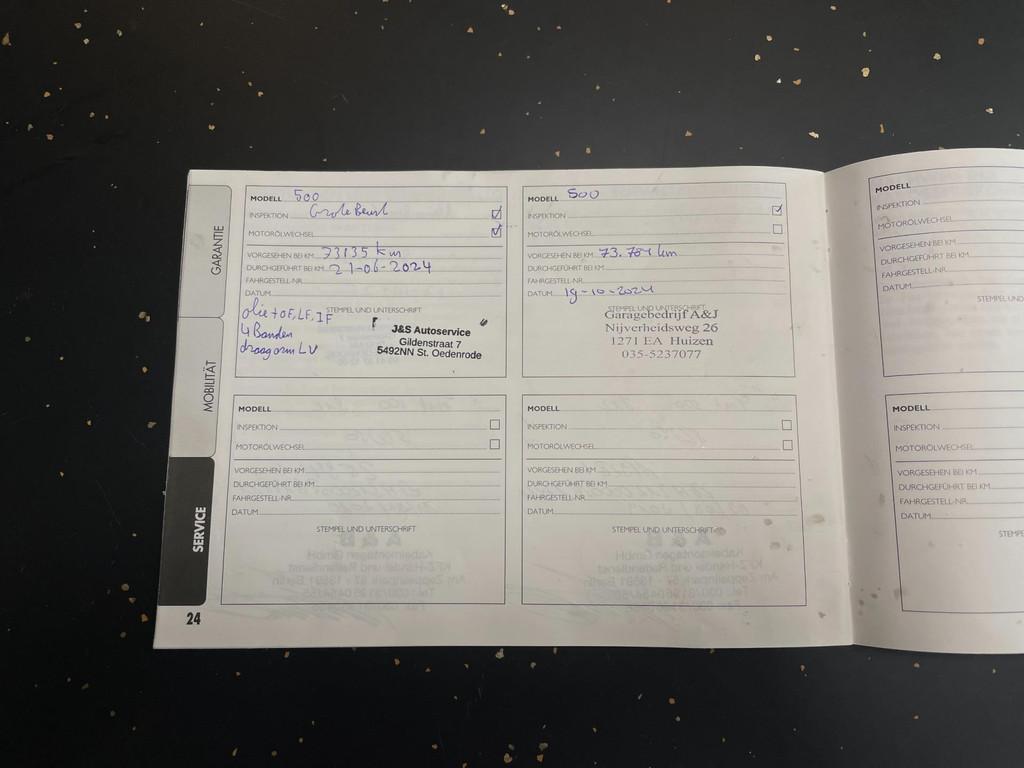 GARANTIE
MOBILITÄT
SERVICE
MODELL 500
INSPEKTION Grote Beurt
MOTORÖLWECHSEL
VORGESEHEN BEI KM 73135 km
DURCHGEFÜHRT BEI KM 21-06-2024
FAHRGESTELL-NR.
DATUM
STEMPEL UND UNTERSCHRIFT
olie + OF, LF, IF
4 Banden
draagarm LV
J&S Autoservice
Gildenstraat 7
5492NN St. Oedenrode
MODELL 500
INSPEKTION
MOTORÖLWECHSEL
VORGESEHEN BEI KM 73.784 km
DURCHGEFÜHRT BEI KM
FAHRGESTELL-NR.
DATUM 19-10-2024
STEMPEL UND UNTERSCHRIFT
Garagebedrijf A&J
Nijverheidsweg 26
1271 EA Huizen
035-5237077
MODELL
INSPEKTION
MOTORÖLWECHSEL
VORGESEHEN BEI KM
DURCHGEFÜHRT BEI KM
FAHRGESTELL-NR.
DATUM
STEMPEL UND
MODELL
INSPEKTION
MOTORÖLWECHSEL
VORGESEHEN BEI KM
DURCHGEFÜHRT BEI KM
FAHRGESTELL-NR.
DATUM
STEMPEL UND UNTERSCHRIFT
MODELL
INSPEKTION
MOTORÖLWECHSEL
VORGESEHEN BEI KM
DURCHGEFÜHRT BEI KM
FAHRGESTELL-NR.
DATUM
STEMPEL UND UNTERSCHRIFT
MODELL
INSPEKTION
MOTORÖLWECHSEL
VORGESEHEN BEI KM
DURCHGEFÜHRT BEI KM
FAHRGESTELL-NR.
DATUM
STEMPE
24